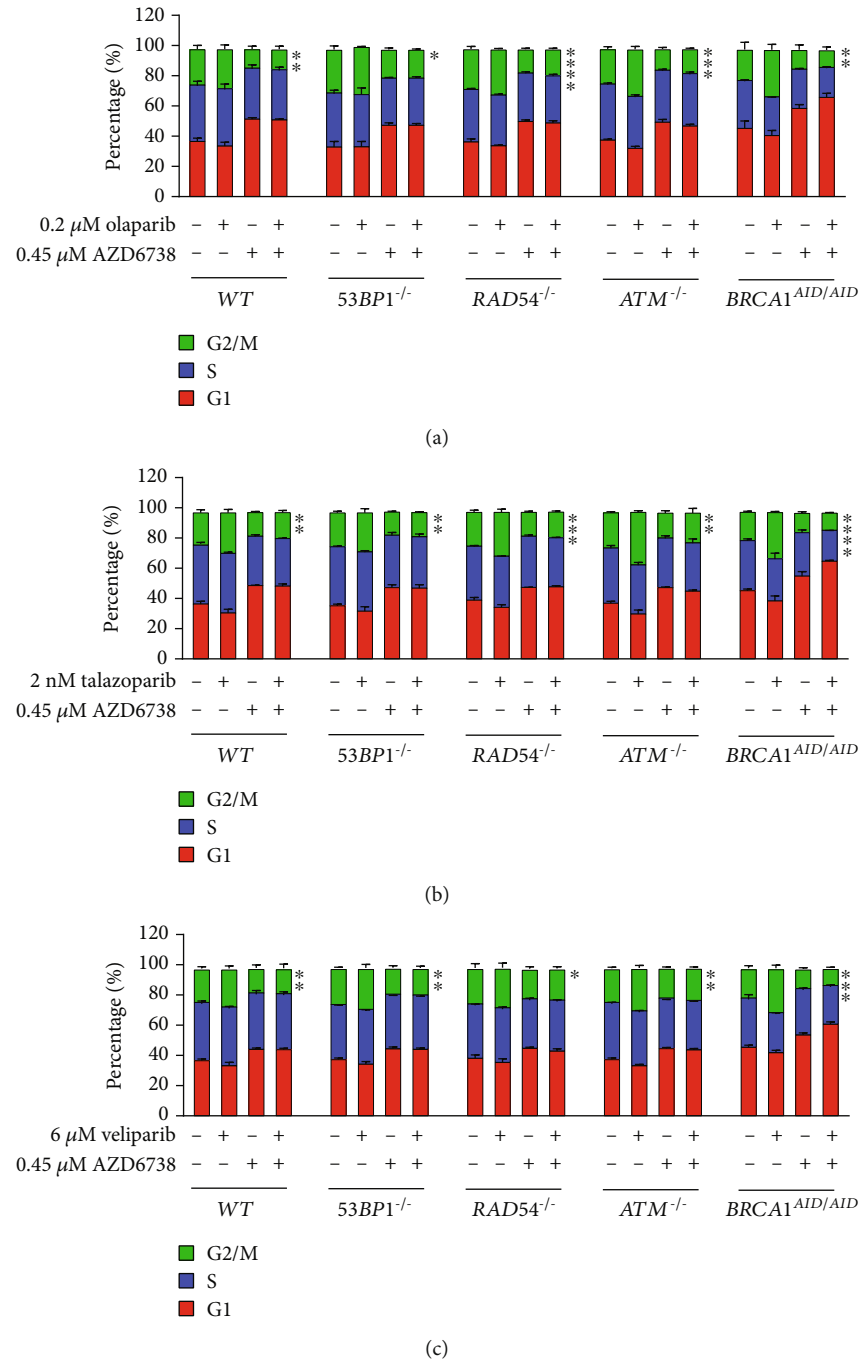 120
100
80
60
40
20
0
Percentage (%)
** * **** *** **
0.2 μM olaparib – + – + – + – + – + – + – + – + – + – +
0.45 μM AZD6738 – – + + – – + + – – + + – – + + – – + +
WT 53BP1-/- RAD54-/- ATM-/- BRCA1AID/AID
G2/M
S
G1
(a)
120
100
80
60
40
20
0
Percentage (%)
** ** *** ** ****
2 nM talazoparib – + – + – + – + – + – + – + – + – + – +
0.45 μM AZD6738 – – + + – – + + – – + + – – + + – – + +
WT 53BP1-/- RAD54-/- ATM-/- BRCA1AID/AID
G2/M
S
G1
(b)
120
100
80
60
40
20
0
Percentage (%)
** ** * ** ***
6 μM veliparib – + – + – + – + – + – + – + – + – + – +
0.45 μM AZD6738 – – + + – – + + – – + + – – + + – – + +
WT 53BP1-/- RAD54-/- ATM-/- BRCA1AID/AID
G2/M
S
G1
(c)